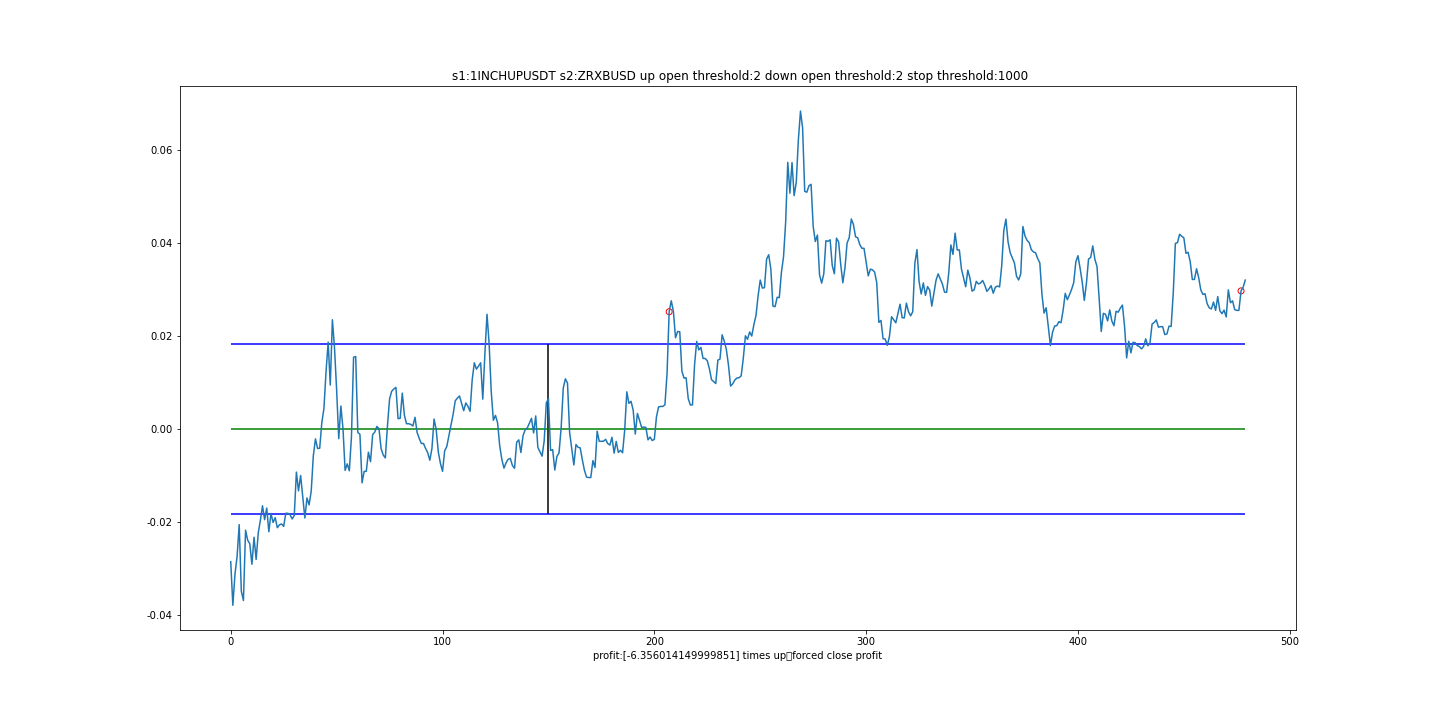 s1:1INCHUPUSDT s2:ZRXBUSD up open threshold:2 down open threshold:2 stop threshold:1000
0.06
0.04
0.02
0.00
-0.02
-0.04
0 100 200 300 400 500
profit:[-6.356014149999851] times up▯forced close profit